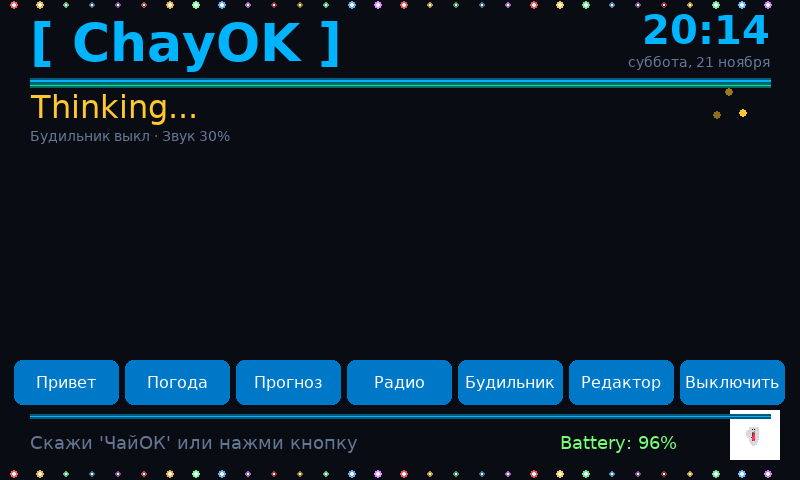 [ ChayOK ]
20:14
суббота, 21 ноября
Thinking...
Будильник выкл · Звук 30%
Привет
Погода
Прогноз
Радио
Будильник
Редактор
Выключить
Скажи 'ЧайОК' или нажми кнопку
Battery: 96%